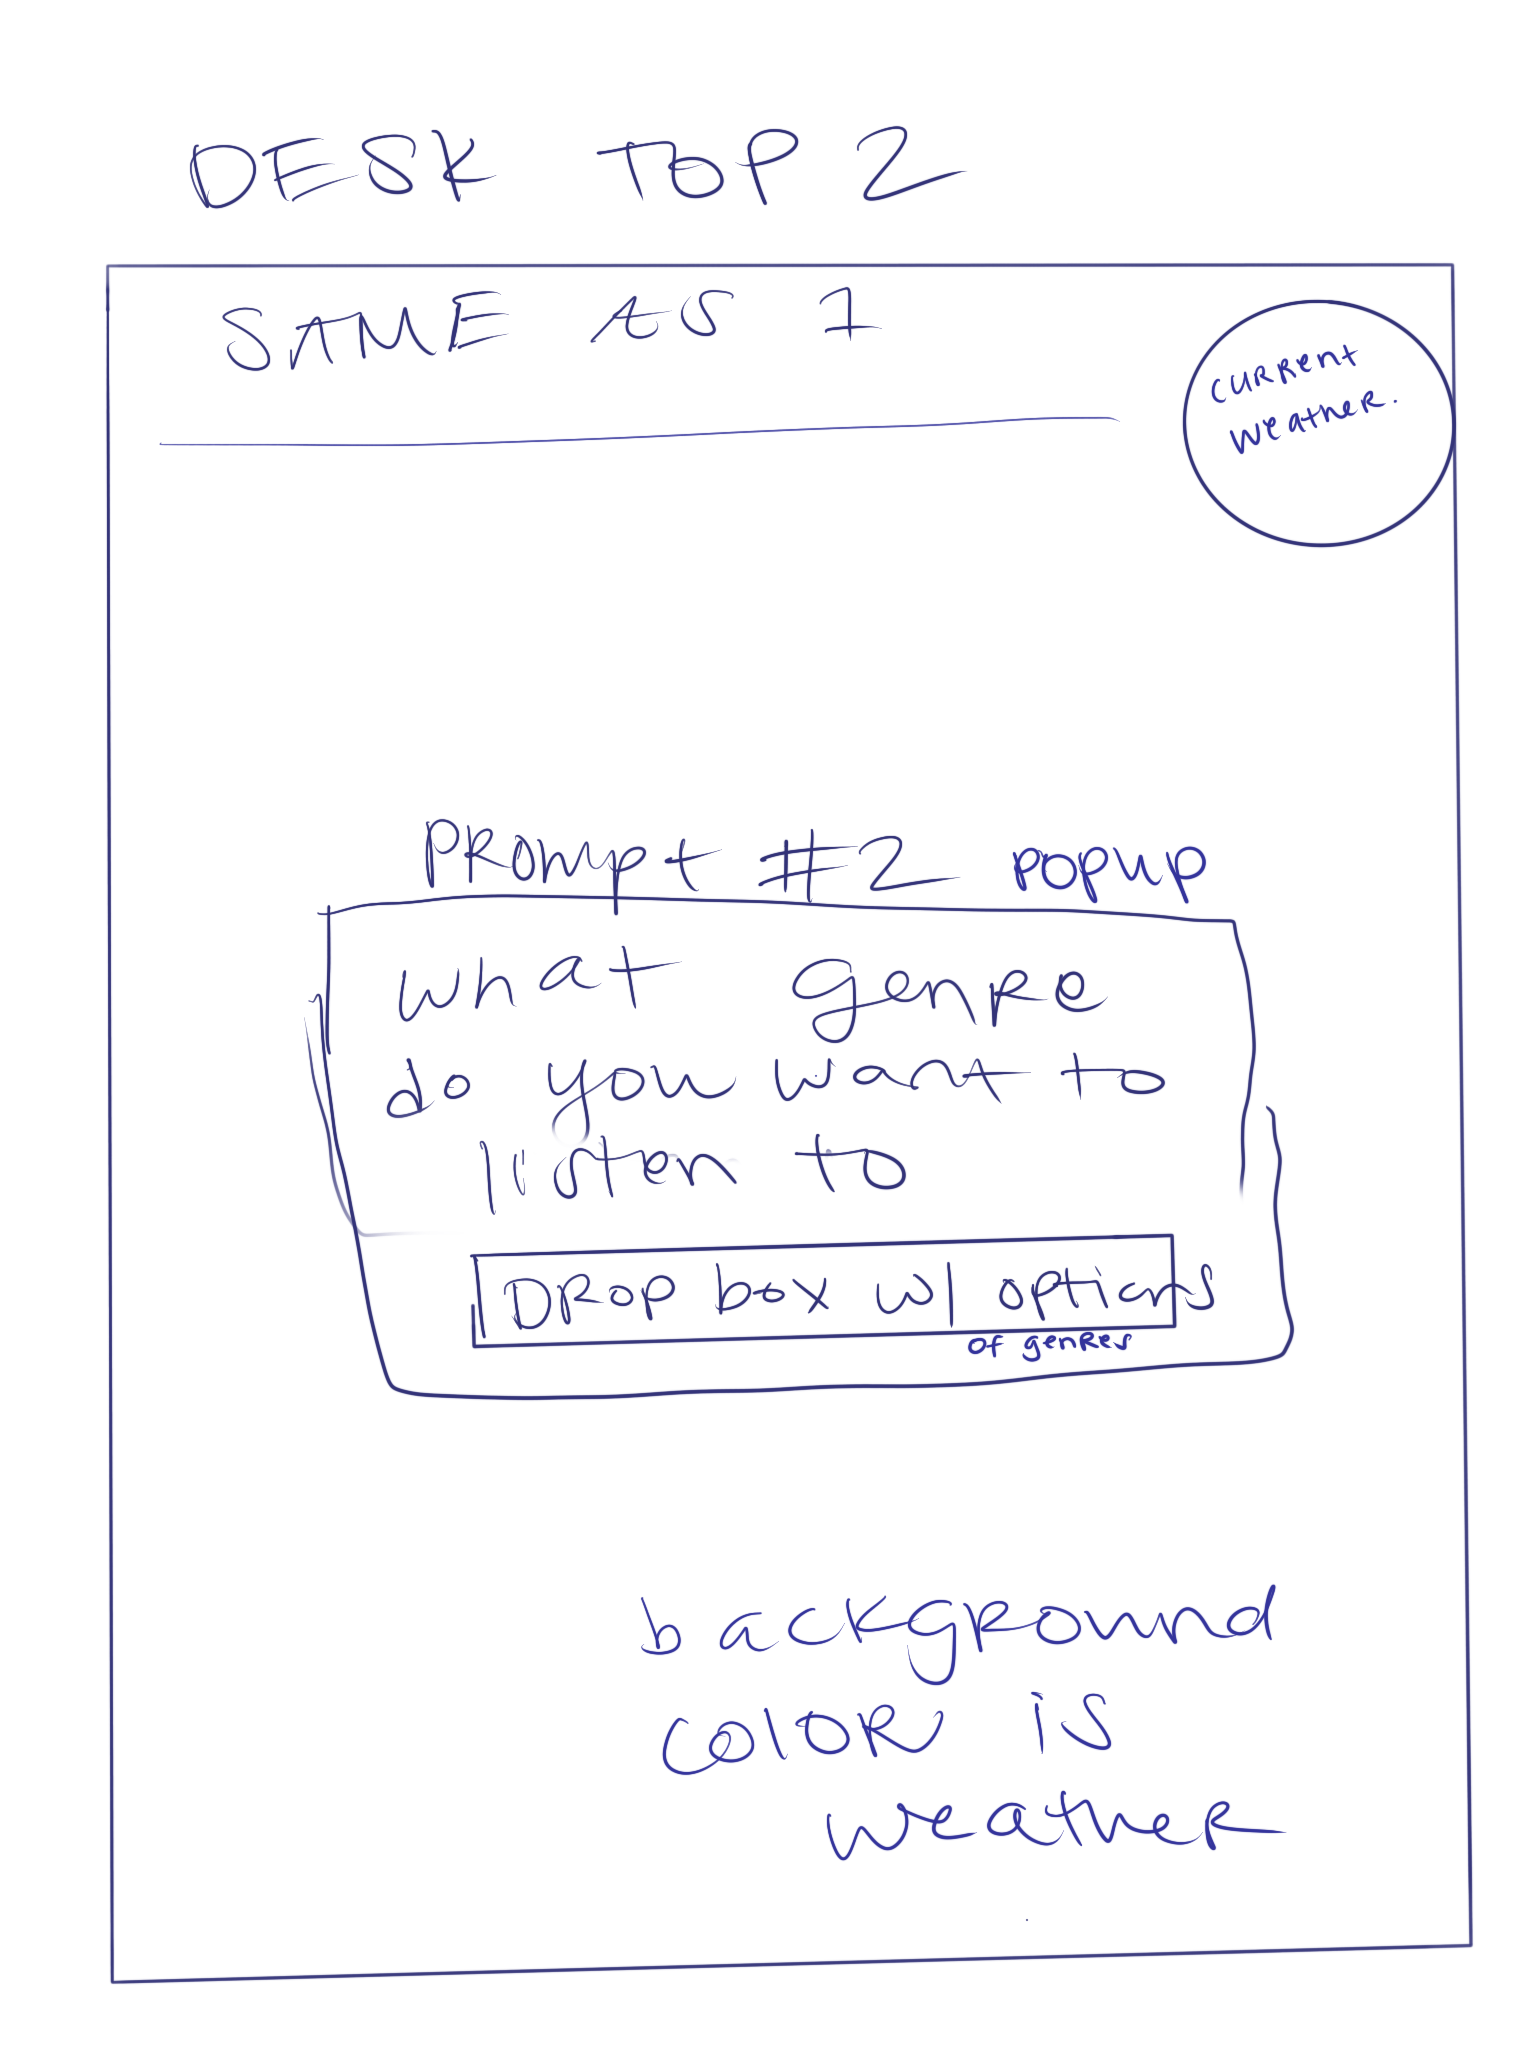 DESK TOP 2
SAME AS 1
CURRent
weatheR.
PROmpt #2 popup
what genRe
do you want to
listen to
DROp box w/ options
of genRes
backgRound
coloR is
weatheR